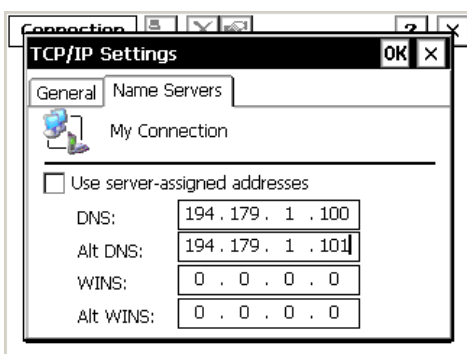 Connection ? ×
TCP/IP Settings OK ×
General Name Servers
My Connection
Use server-assigned addresses
DNS: 194.179. 1 .100
Alt DNS: 194.179. 1 .101
WINS: 0 . 0 . 0 . 0
Alt WINS: 0 . 0 . 0 . 0